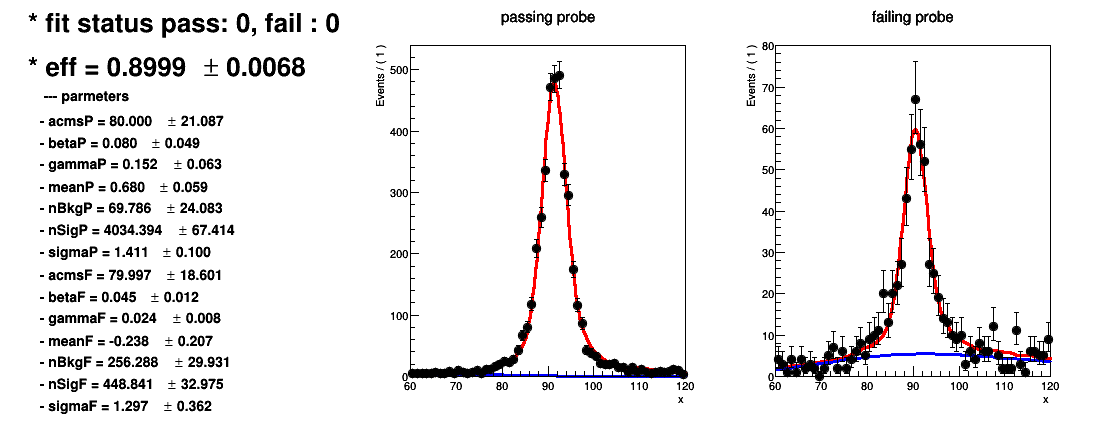 * fit status pass: 0, fail : 0
* eff = 0.8999 ± 0.0068
--- parmeters
- acmsP = 80.000 ± 21.087
- betaP = 0.080 ± 0.049
- gammaP = 0.152 ± 0.063
- meanP = 0.680 ± 0.059
- nBkgP = 69.786 ± 24.083
- nSigP = 4034.394 ± 67.414
- sigmaP = 1.411 ± 0.100
- acmsF = 79.997 ± 18.601
- betaF = 0.045 ± 0.012
- gammaF = 0.024 ± 0.008
- meanF = -0.238 ± 0.207
- nBkgF = 256.288 ± 29.931
- nSigF = 448.841 ± 32.975
- sigmaF = 1.297 ± 0.362
passing probe
Events / ( 1 )
500
400
300
200
100
0
60 70 80 90 100 110 120
x
failing probe
Events / ( 1 )
80
70
60
50
40
30
20
10
0
60 70 80 90 100 110 120
x